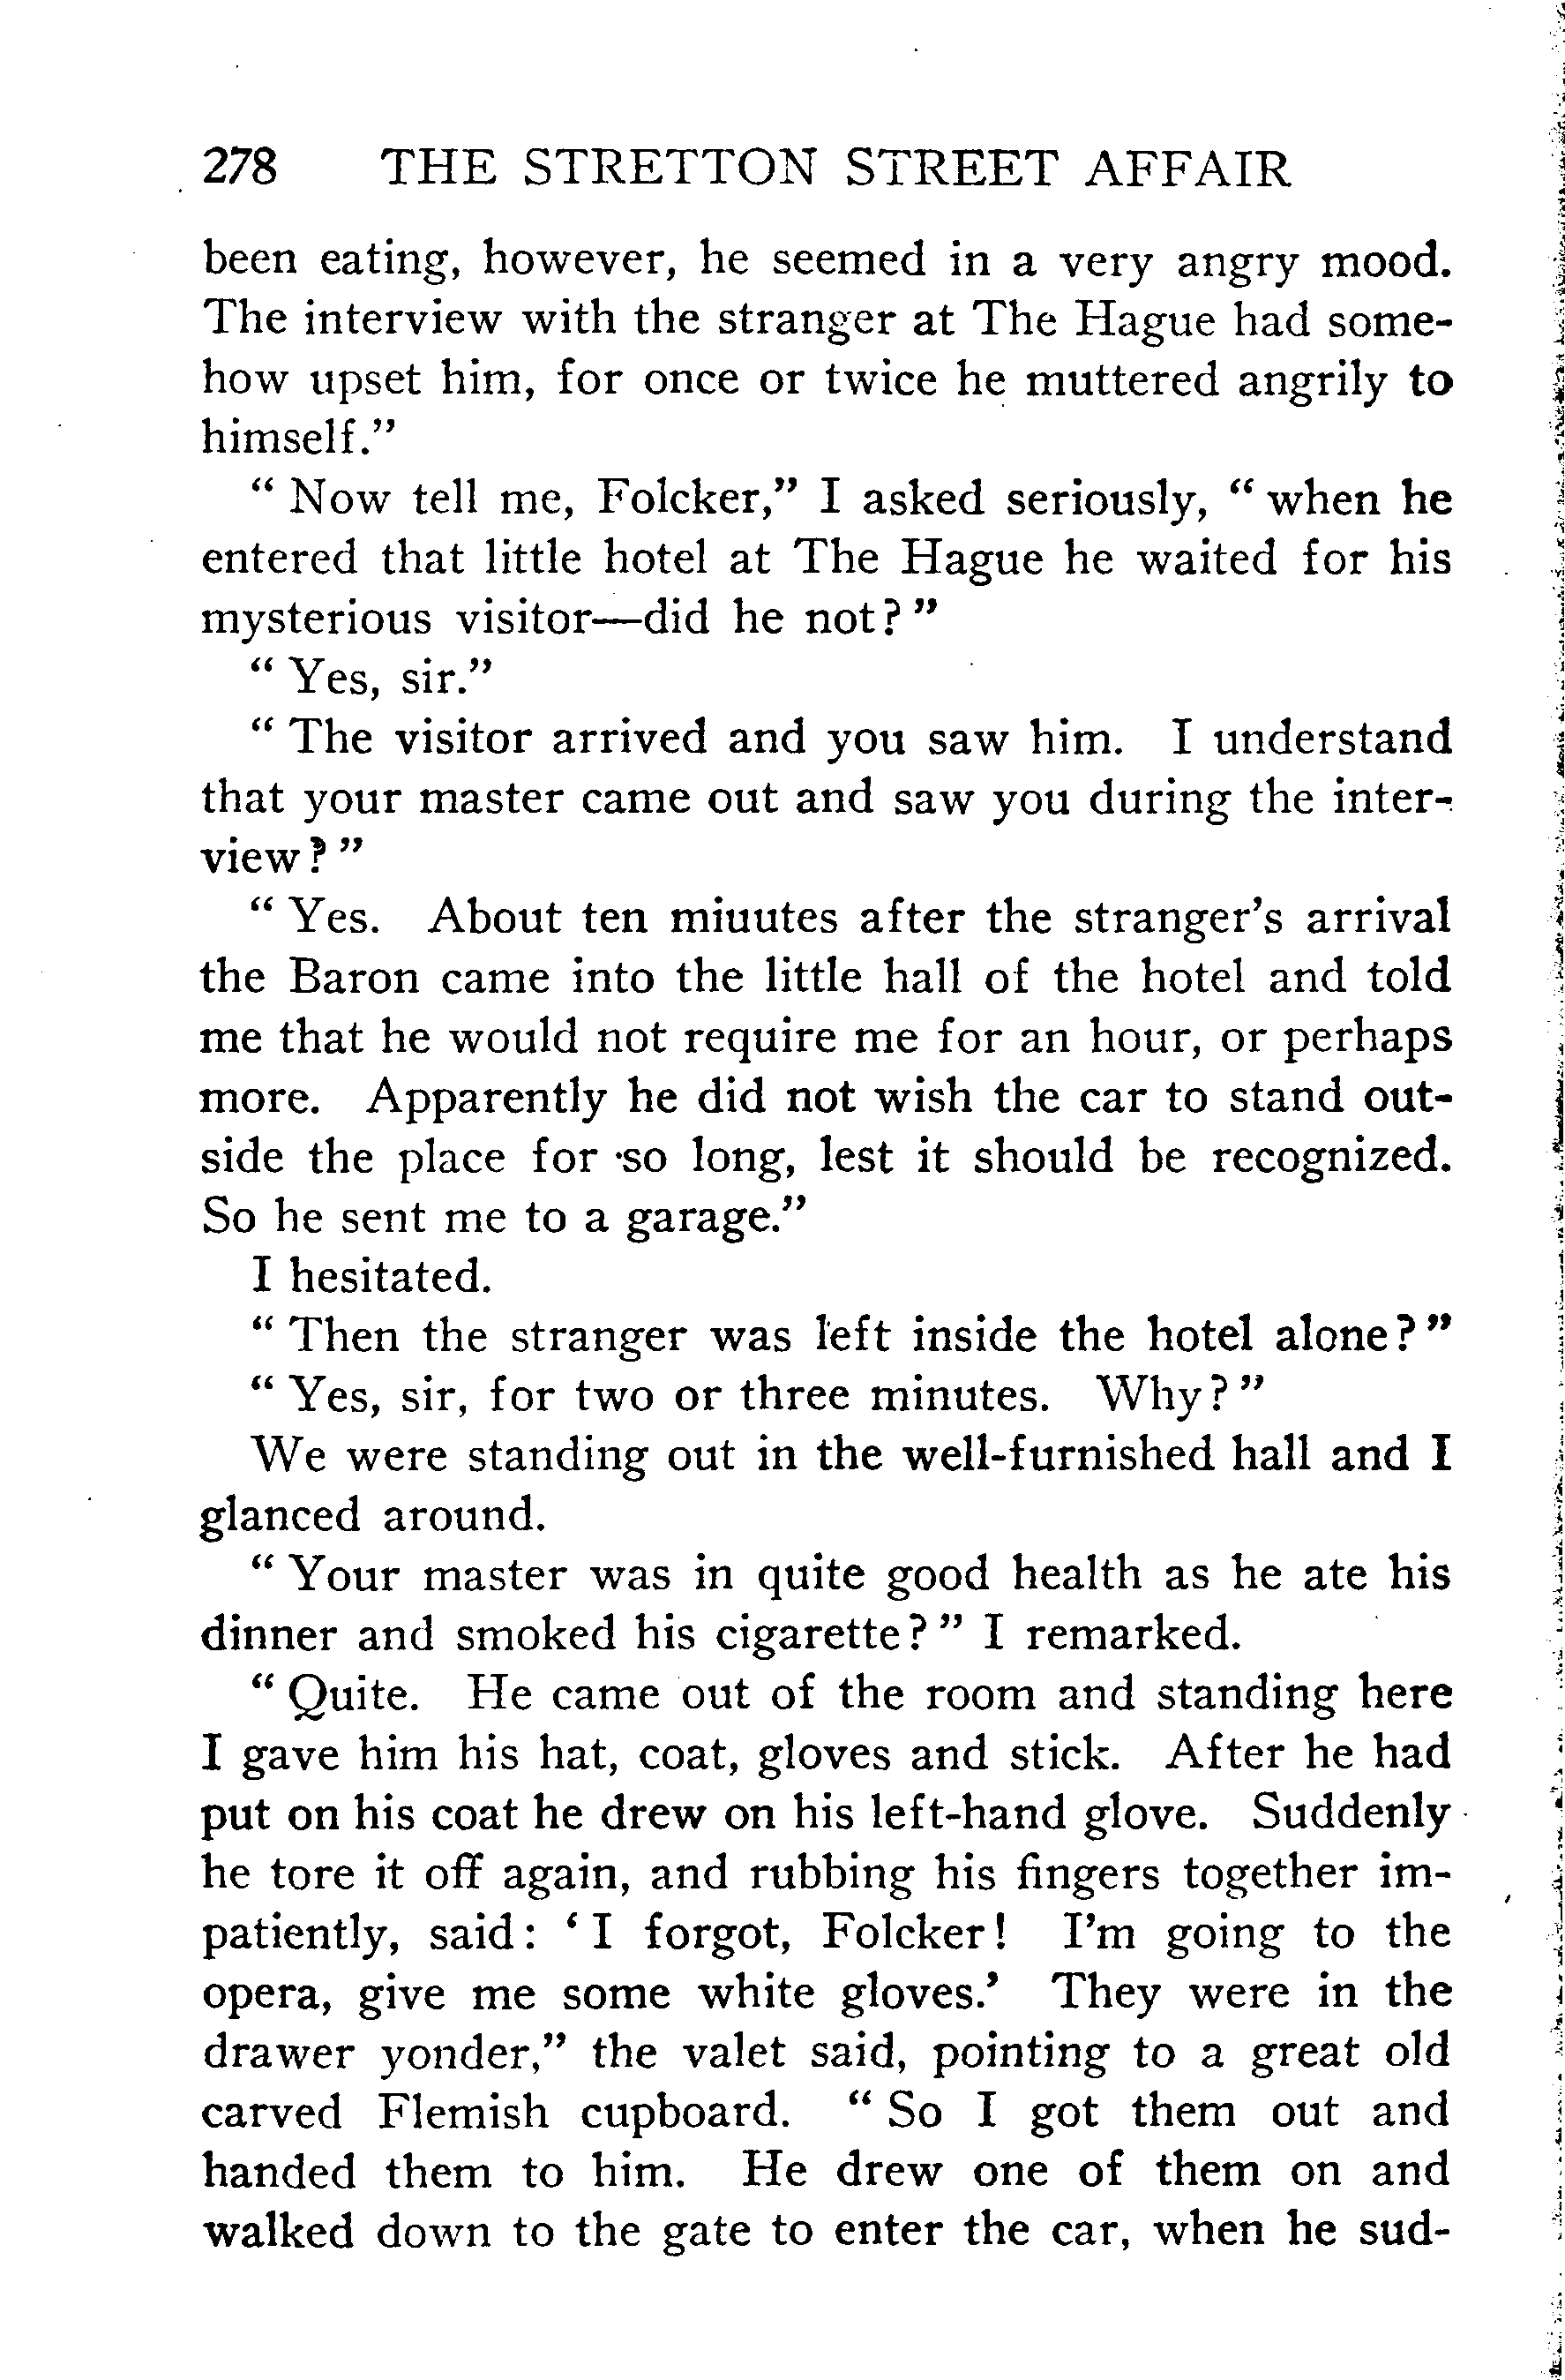 278 THE STRETTON STREET AFFAIR
been eating, however, he seemed in a very angry mood.
The interview with the stranger at The Hague had some-
how upset him, for once or twice he muttered angrily to
himself."
" Now tell me, Folcker," I asked seriously, " when he
entered that little hotel at The Hague he waited for his
mysterious visitor—did he not? "
" Yes, sir."
" The visitor arrived and you saw him. I understand
that your master came out and saw you during the inter-
view? "
" Yes. About ten miuutes after the stranger's arrival
the Baron came into the little hall of the hotel and told
me that he would not require me for an hour, or perhaps
more. Apparently he did not wish the car to stand out-
side the place for so long, lest it should be recognized.
So he sent me to a garage."
I hesitated.
" Then the stranger was left inside the hotel alone? "
" Yes, sir, for two or three minutes. Why? "
We were standing out in the well-furnished hall and I
glanced around.
" Your master was in quite good health as he ate his
dinner and smoked his cigarette? " I remarked.
" Quite. He came out of the room and standing here
I gave him his hat, coat, gloves and stick. After he had
put on his coat he drew on his left-hand glove. Suddenly
he tore it off again, and rubbing his fingers together im-
patiently, said: ' I forgot, Folcker! I'm going to the
opera, give me some white gloves.' They were in the
drawer yonder," the valet said, pointing to a great old
carved Flemish cupboard. " So I got them out and
handed them to him. He drew one of them on and
walked down to the gate to enter the car, when he sud-